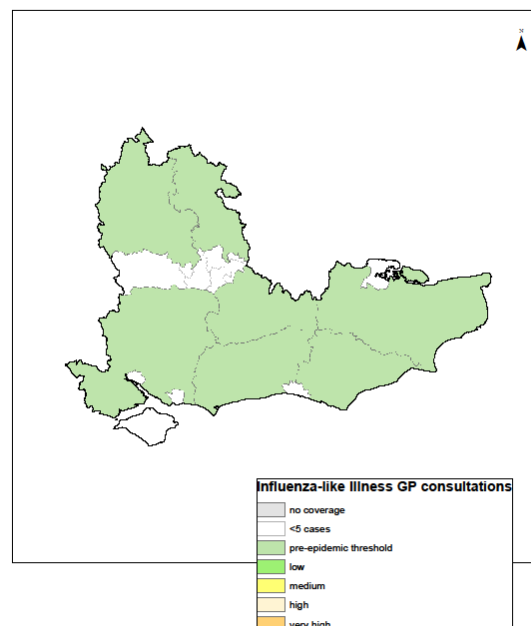 N
Influenza-like Illness GP consultations
no coverage
<5 cases
pre-epidemic threshold
low
medium
high
very high